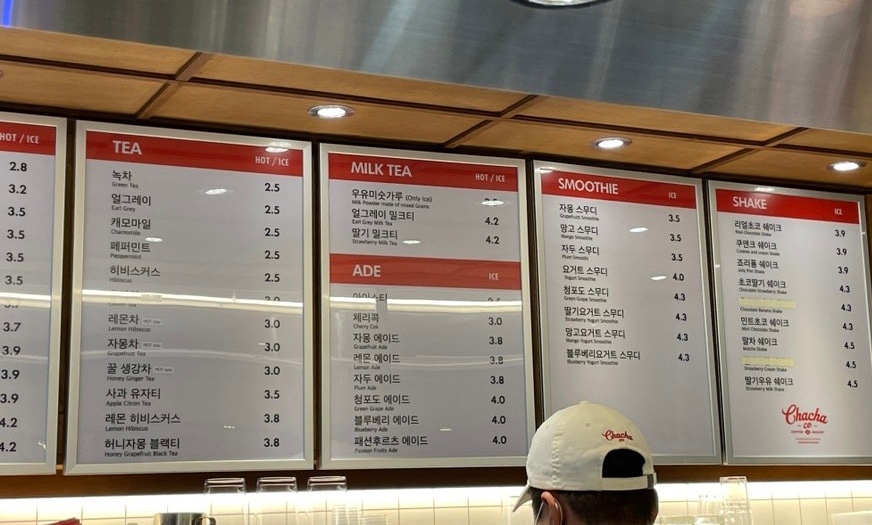 HOT / ICE
2.8
3.2
3.5
3.5
3.5
3.7
3.9
3.9
4.2
4.2
TEA
HOT / ICE
녹차 2.5
Green Tea
얼그레이 2.5
Earl Grey
캐모마일 2.5
Chamomile
페퍼민트 2.5
Peppermint
히비스커스 2.5
Hibiscus
레몬차 HOT only 3.0
Lemon Hibiscus
자몽차 HOT only 3.0
Grapefruit Tea
꿀 생강차 HOT only 3.0
Honey Ginger Tea
사과 유자티 3.5
Apple Citron Tea
레몬 히비스커스 3.8
Lemon Hibiscus
허니자몽 블랙티 3.8
Honey Grapefruit Black Tea
MILK TEA
HOT / ICE
우유미숫가루 (Only Ice)
Milk Powder made of mixed Grains
얼그레이 밀크티 4.2
Earl Grey Milk Tea
딸기 밀크티 4.2
Strawberry Milk Tea
ADE
ICE
아이스티
체리콕 3.0
Cherry Cok
자몽 에이드 3.8
Grapefruit Ade
레몬 에이드 3.8
Lemon Ade
자두 에이드 3.8
Plum Ade
청포도 에이드 4.0
Green Grape Ade
블루베리 에이드 4.0
Blueberry Ade
패션후르츠 에이드 4.0
Passion Fruits Ade
SMOOTHIE
ICE
자몽 스무디 3.5
Grapefruit Smoothie
망고 스무디 3.5
Mango Smoothie
자두 스무디 3.5
Plum Smoothie
요거트 스무디 4.0
Yogurt Smoothie
청포도 스무디 4.3
Green Grape Smoothie
딸기요거트 스무디 4.3
Strawberry Yogurt Smoothie
망고요거트 스무디 4.3
Mango Yogurt Smoothie
블루베리요거트 스무디 4.3
Blueberry Yogurt Smoothie
SHAKE
ICE
리얼초코 쉐이크 3.9
Real Chocolate Shake
쿠앤크 쉐이크 3.9
Cookies and cream Shake
죠리퐁 쉐이크 3.9
Jolly Pon Shake
초코딸기 쉐이크 4.3
Chocolate Strawberry Shake
4.3
Chocolate Banana Shake
민트초코 쉐이크 4.3
Mint Chocolate Shake
말차 쉐이크 4.5
Matcha Shake
4.5
Strawberry Cream Shake
딸기우유 쉐이크 4.5
Strawberry Milk Shake
Chacha
co
COFFEE BAKERY
Chacha
co